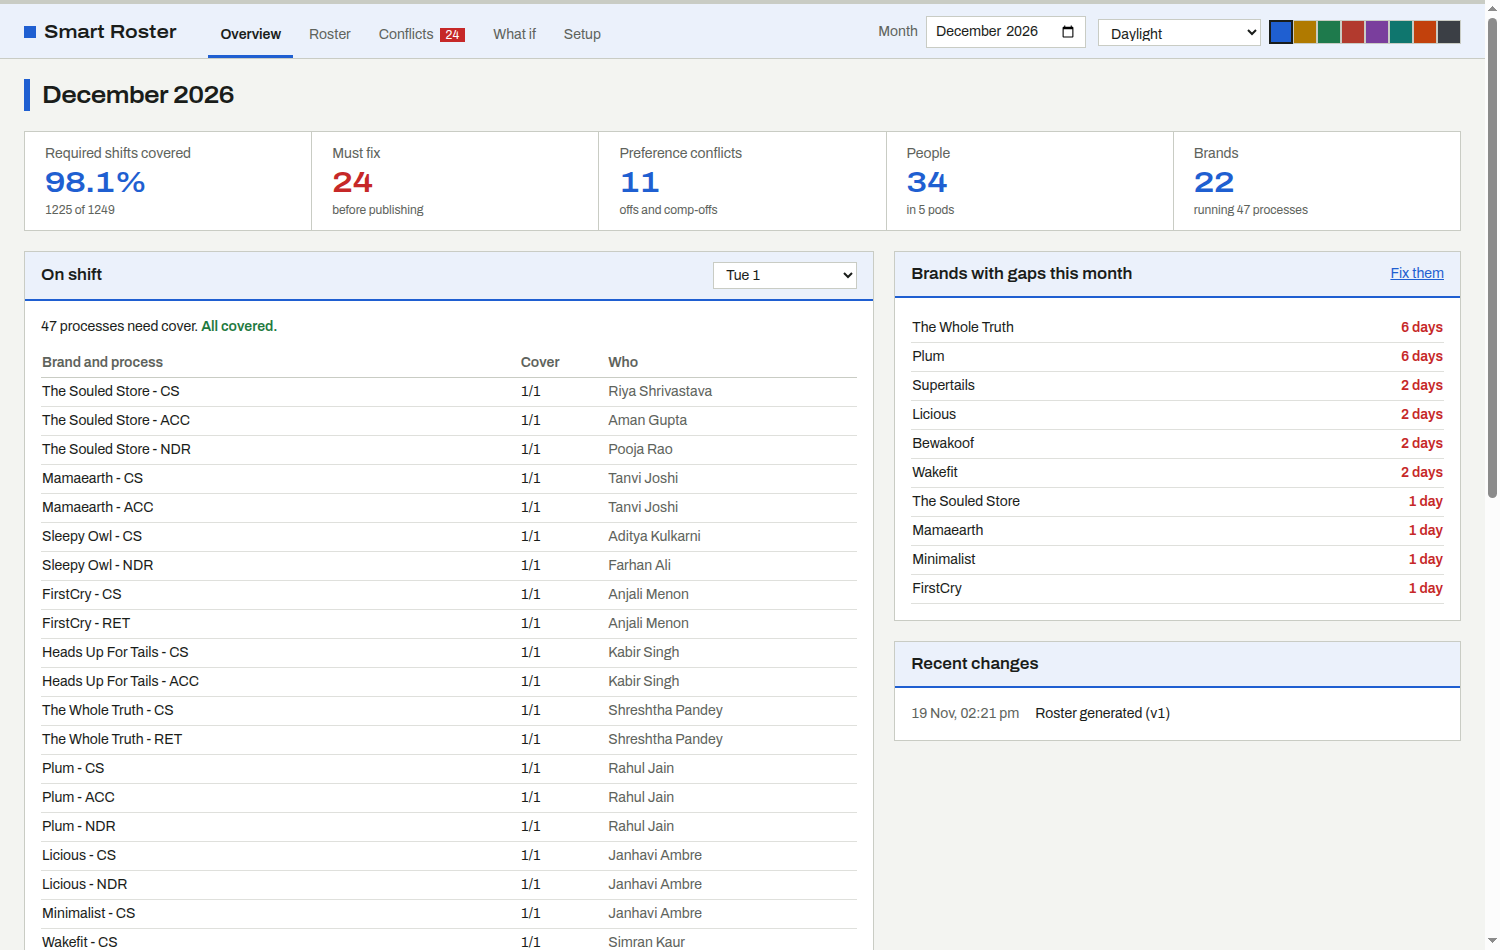 Smart Roster
Overview
Roster
Conflicts 24
What if
Setup
Month
December 2026
Daylight
December 2026
Required shifts covered
98.1%
1225 of 1249
Must fix
24
before publishing
Preference conflicts
11
offs and comp-offs
People
34
in 5 pods
Brands
22
running 47 processes
On shift
Tue 1
47 processes need cover. All covered.
Brand and process Cover Who
The Souled Store - CS 1/1 Riya Shrivastava
The Souled Store - ACC 1/1 Aman Gupta
The Souled Store - NDR 1/1 Pooja Rao
Mamaearth - CS 1/1 Tanvi Joshi
Mamaearth - ACC 1/1 Tanvi Joshi
Sleepy Owl - CS 1/1 Aditya Kulkarni
Sleepy Owl - NDR 1/1 Farhan Ali
FirstCry - CS 1/1 Anjali Menon
FirstCry - RET 1/1 Anjali Menon
Heads Up For Tails - CS 1/1 Kabir Singh
Heads Up For Tails - ACC 1/1 Kabir Singh
The Whole Truth - CS 1/1 Shreshtha Pandey
The Whole Truth - RET 1/1 Shreshtha Pandey
Plum - CS 1/1 Rahul Jain
Plum - ACC 1/1 Rahul Jain
Plum - NDR 1/1 Rahul Jain
Licious - CS 1/1 Janhavi Ambre
Licious - NDR 1/1 Janhavi Ambre
Minimalist - CS 1/1 Janhavi Ambre
Wakefit - CS 1/1 Simran Kaur
Brands with gaps this month
Fix them
The Whole Truth 6 days
Plum 6 days
Supertails 2 days
Licious 2 days
Bewakoof 2 days
Wakefit 2 days
The Souled Store 1 day
Mamaearth 1 day
Minimalist 1 day
FirstCry 1 day
Recent changes
19 Nov, 02:21 pm Roster generated (v1)